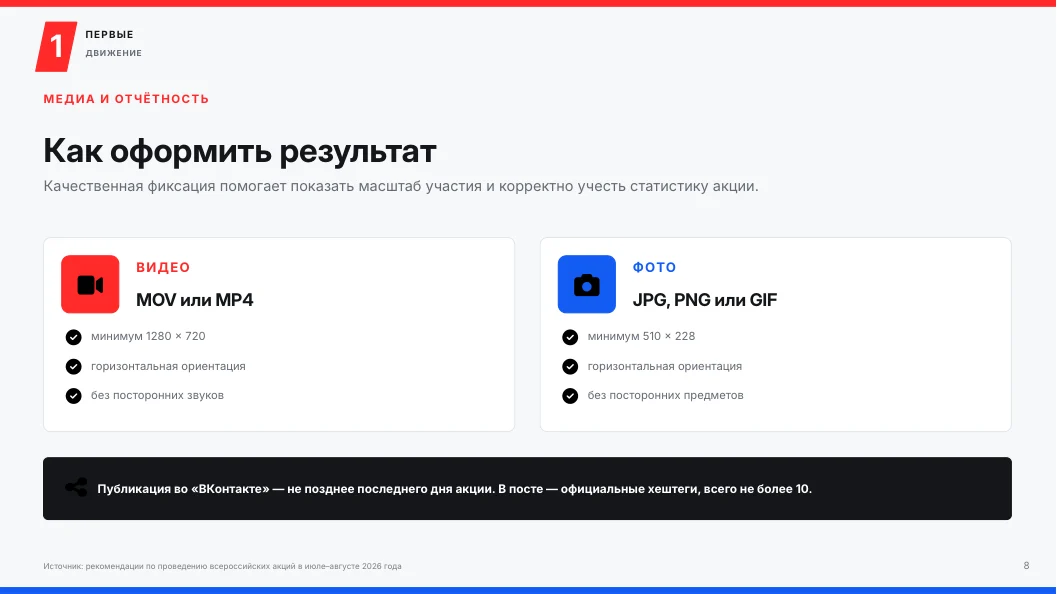 1
ПЕРВЫЕ
ДВИЖЕНИЕ
МЕДИА И ОТЧЁТНОСТЬ
Как оформить результат
Качественная фиксация помогает показать масштаб участия и корректно учесть статистику акции.
ВИДЕО
MOV или MP4
минимум 1280 × 720
горизонтальная ориентация
без посторонних звуков
ФОТО
JPG, PNG или GIF
минимум 510 × 228
горизонтальная ориентация
без посторонних предметов
Публикация во «ВКонтакте» — не позднее последнего дня акции. В посте — официальные хештеги, всего не более 10.
Источник: рекомендации по проведению всероссийских акций в июле–августе 2026 года
8